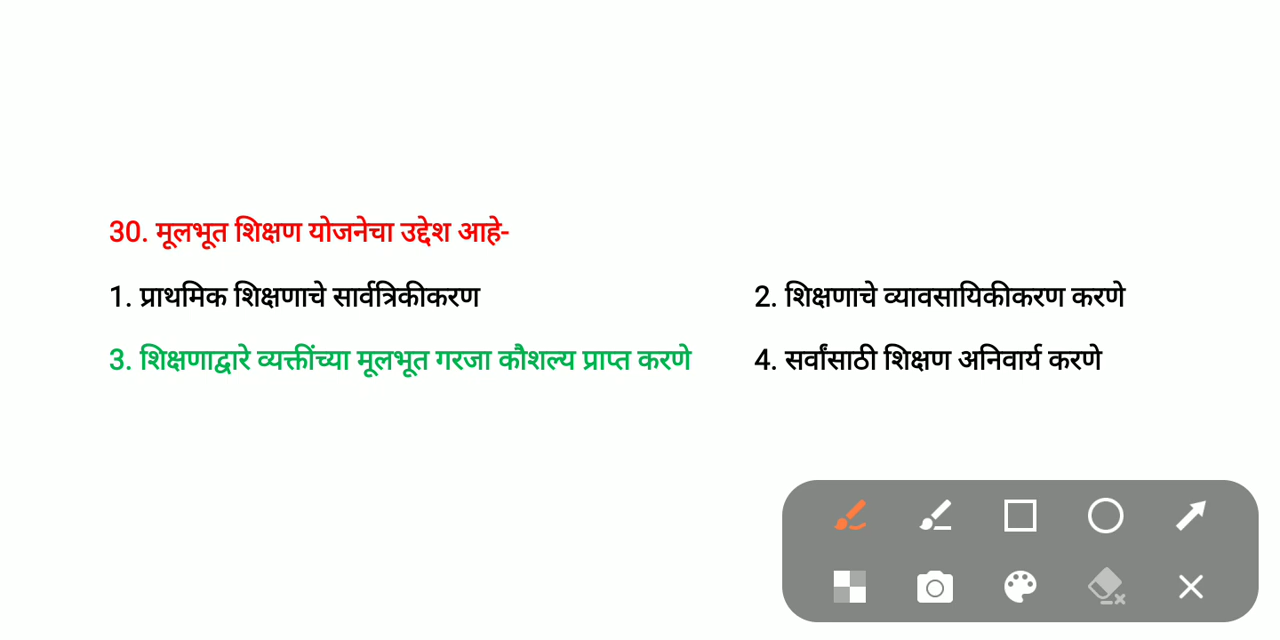 30. मूलभूत शिक्षण योजनेचा उद्देश आहे-
1. प्राथमिक शिक्षणाचे सार्वत्रिकीकरण
2. शिक्षणाचे व्यावसायिकीकरण करणे
3. शिक्षणाद्वारे व्यक्तींच्या मूलभूत गरजा कौशल्य प्राप्त करणे
4. सर्वांसाठी शिक्षण अनिवार्य करणे